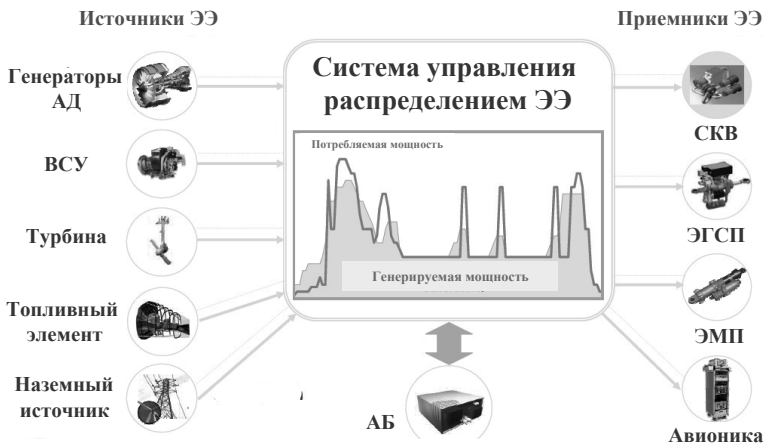 Источники ЭЭ
Приемники ЭЭ
Генераторы
АД
ВСУ
Турбина
Топливный
элемент
Наземный
источник
Система управления
распределением ЭЭ
Потребляемая мощность
Генерируемая мощность
АБ
СКВ
ЭГСП
ЭМП
Авионика